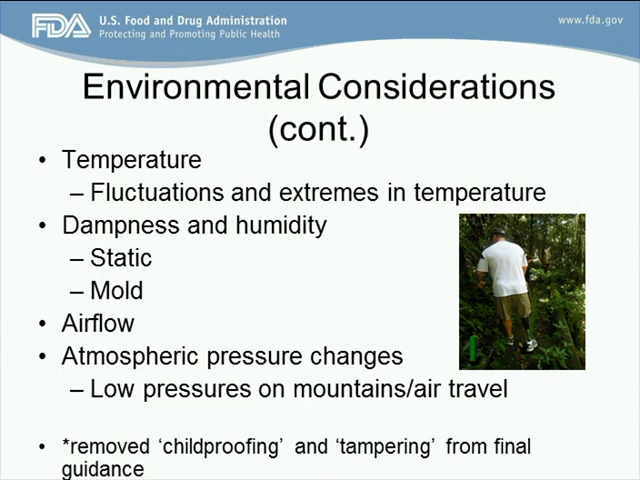 FDA
U.S. Food and Drug Administration
Protecting and Promoting Public Health
www.fda.gov
Environmental Considerations
(cont.)
• Temperature
– Fluctuations and extremes in temperature
• Dampness and humidity
– Static
– Mold
• Airflow
• Atmospheric pressure changes
– Low pressures on mountains/air travel
• *removed ‘childproofing’ and ‘tampering’ from final
guidance